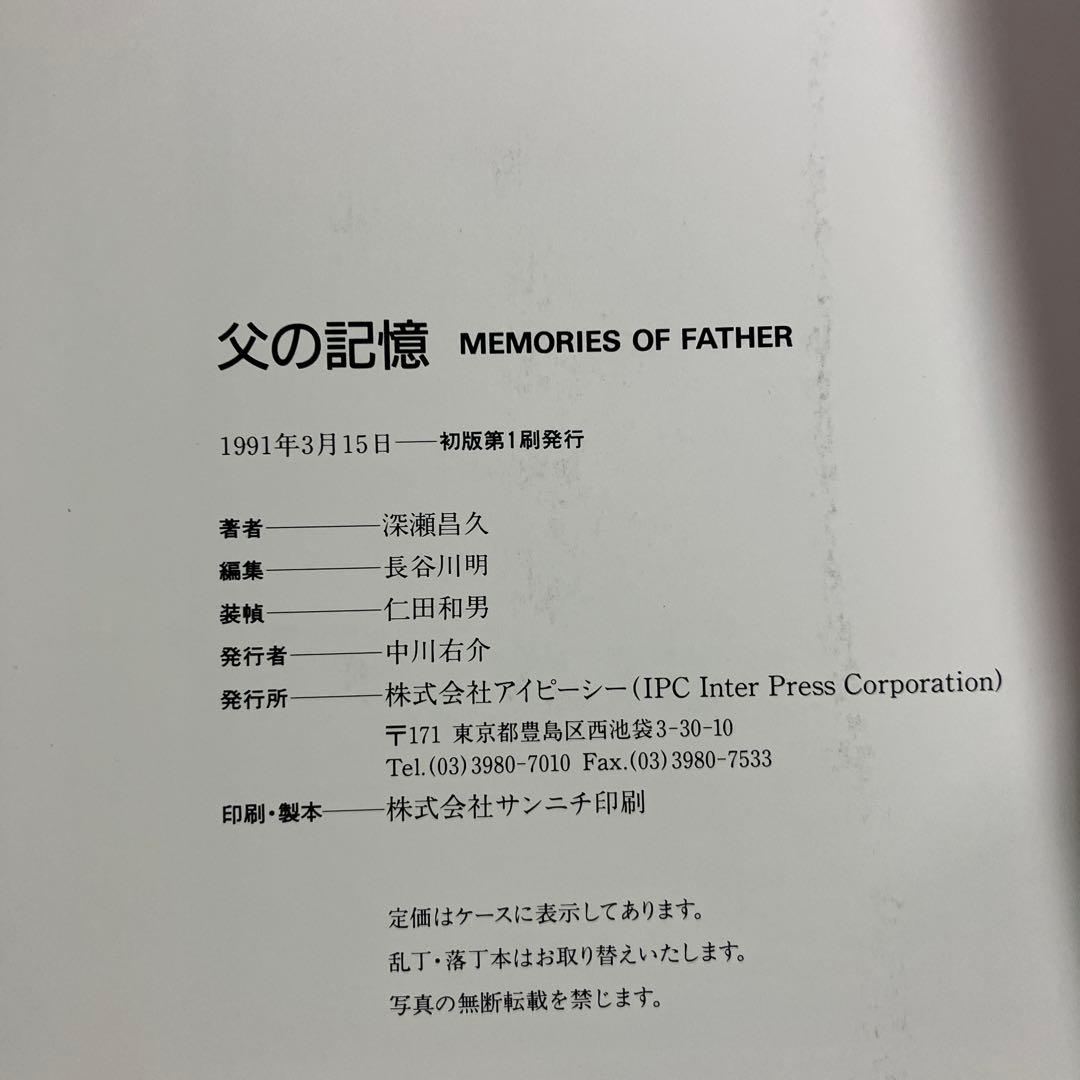 父の記憶 MEMORIES OF FATHER
1991年3月15日——初版第1刷発行
著者————深瀬昌久
編集————長谷川明
装幀————仁田和男
発行者———中川右介
発行所———株式会社アイピーシー(IPC Inter Press Corporation)
〒171 東京都豊島区西池袋3-30-10
Tel.(03)3980-7010 Fax.(03)3980-7533
印刷・製本——株式会社サンニチ印刷
定価はケースに表示してあります。
乱丁・落丁本はお取り替えいたします。
写真の無断転載を禁じます。